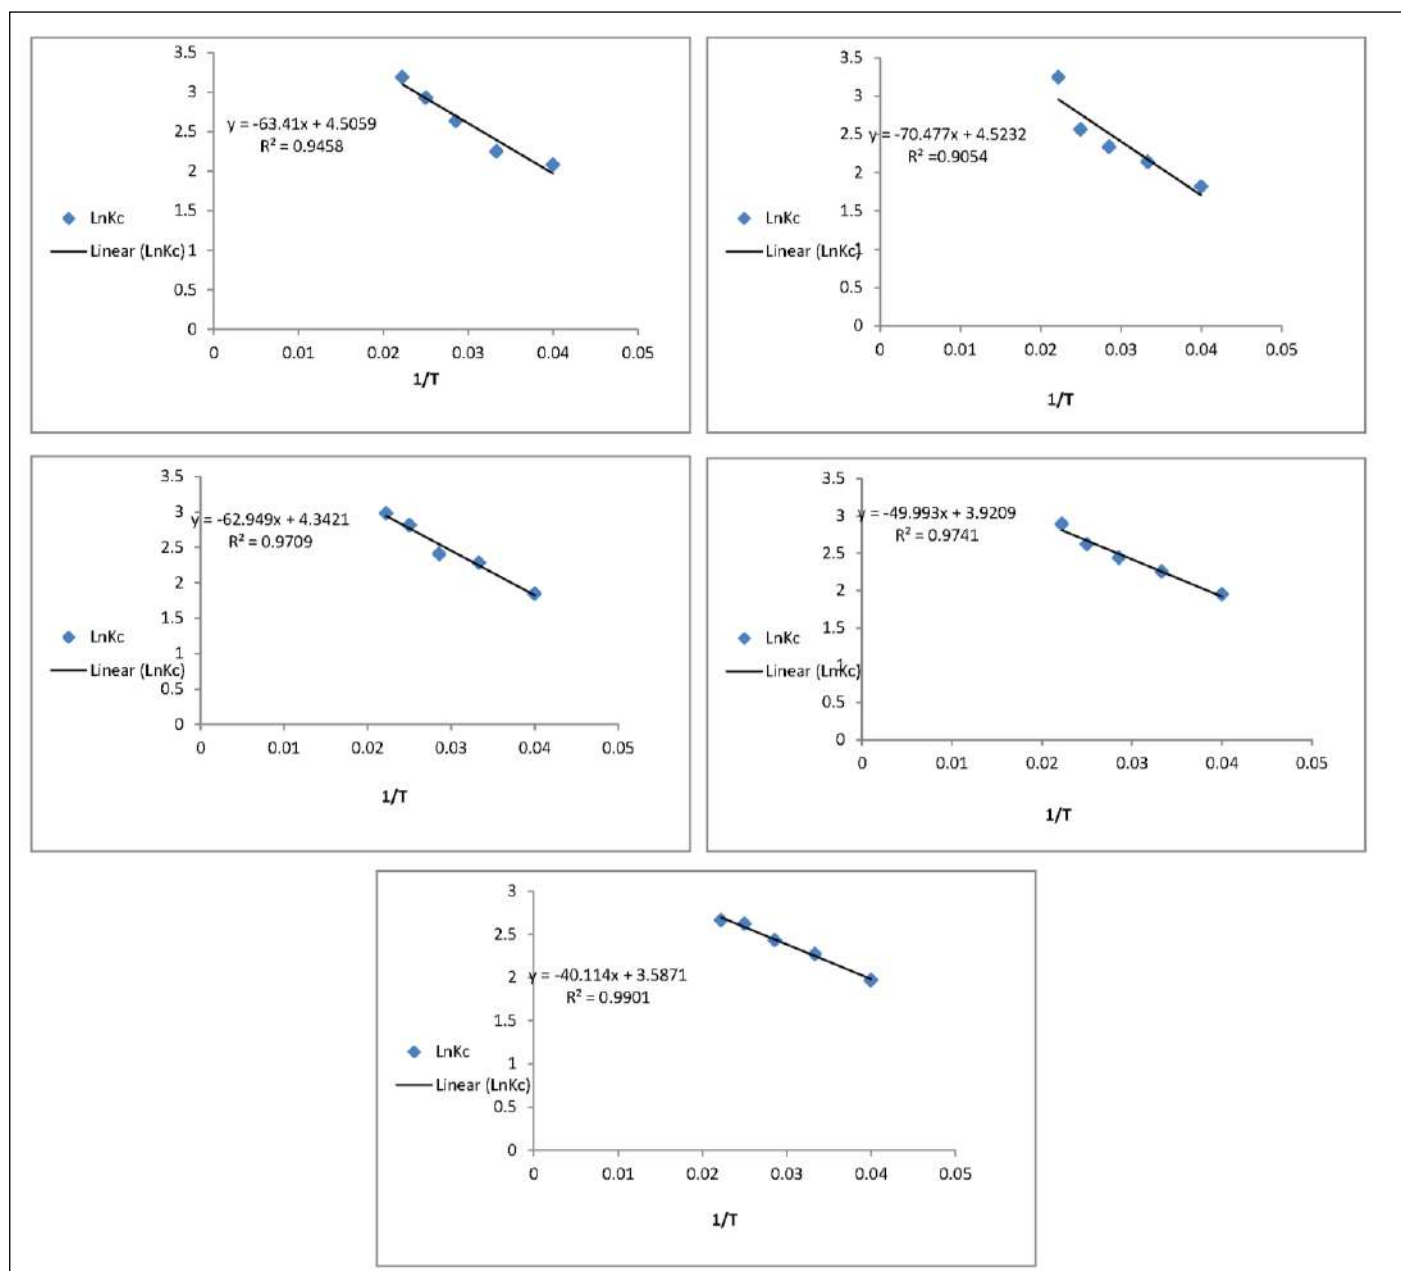 3.5
3
y = -63.41x + 4.5059
2.5
R² = 0.9458
2
LnKc
1.5
Linear (LnKc)
1
0.5
0
0 0.01 0.02 0.03 0.04 0.05
1/T
3.5
3
2.5
y = -70.477x + 4.5232
R² =0.9054
2
LnKc
1.5
Linear (LnKc)
1
0.5
0
0 0.01 0.02 0.03 0.04 0.05
1/T
3.5
3
y = -62.949x + 4.3421
2.5
R² = 0.9709
2
1.5
LnKc
1
Linear (LnKc)
0.5
0
0 0.01 0.02 0.03 0.04 0.05
1/T
3.5
3
y = -49.993x + 3.9209
2.5
R² = 0.9741
2
1.5
LnKc
1
Linear (LnKc)
0.5
0
0 0.01 0.02 0.03 0.04 0.05
1/T
3
2.5
2
y = -40.114x + 3.5871
R² = 0.9901
1.5
1
LnKc
Linear (LnKc)
0.5
0
0 0.01 0.02 0.03 0.04 0.05
1/T